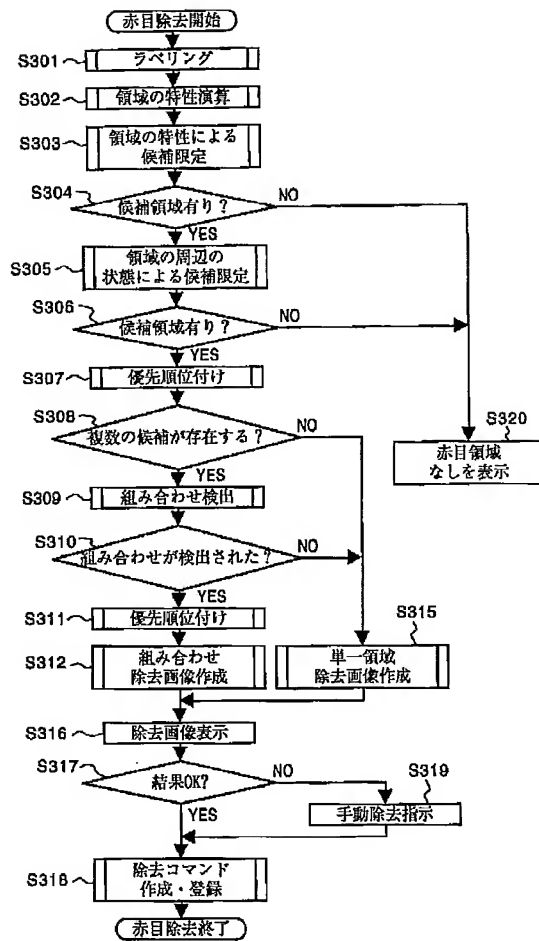 赤目除去開始
S301
ラベリング
S302
領域の特性演算
S303
領域の特性による
候補限定
S304
候補領域有り？
NO
YES
S305
領域の周辺の
状態による候補限定
S306
候補領域有り？
NO
YES
S307
優先順位付け
S308
複数の候補が存在する？
NO
YES
S320
赤目領域
なしを表示
S309
組み合わせ検出
S310
組み合わせが検出された？
NO
YES
S311
優先順位付け
S312
組み合わせ
除去画像作成
S315
単一領域
除去画像作成
S316
除去画像表示
S317
結果OK?
NO
YES
S319
手動除去指示
S318
除去コマンド
作成・登録
赤目除去終了